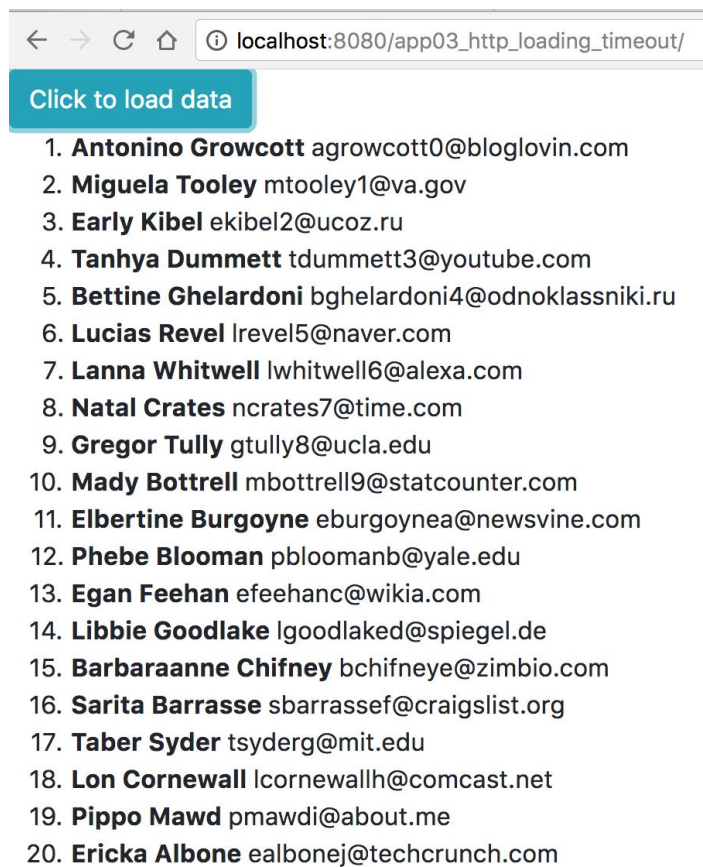 localhost:8080/app03_http_loading_timeout/
Click to load data
1. Antonino Growcott agrowcott0@bloglovin.com
2. Miguela Tooley mtooley1@va.gov
3. Early Kibel ekibel2@ucoz.ru
4. Tanhya Dummett tdummett3@youtube.com
5. Bettine Ghelardoni bghelardoni4@odnoklassniki.ru
6. Lucias Revel lrevel5@naver.com
7. Lanna Whitwell lwhitwell6@alexa.com
8. Natal Crates ncrates7@time.com
9. Gregor Tully gtully8@ucla.edu
10. Mady Bottrell mbottrell9@statcounter.com
11. Elbertine Burgoyne eburgoynea@newsvine.com
12. Phebe Blooman pbloomanb@yale.edu
13. Egan Feehan efeehanc@wikia.com
14. Libbie Goodlake lgoodlaked@spiegel.de
15. Barbaraanne Chifney bchifneye@zimbio.com
16. Sarita Barrasse sbarrassef@craigslist.org
17. Taber Syder tsyderg@mit.edu
18. Lon Cornewall lcornewallh@comcast.net
19. Pippo Mawd pmawdi@about.me
20. Ericka Albone ealbonej@techcrunch.com